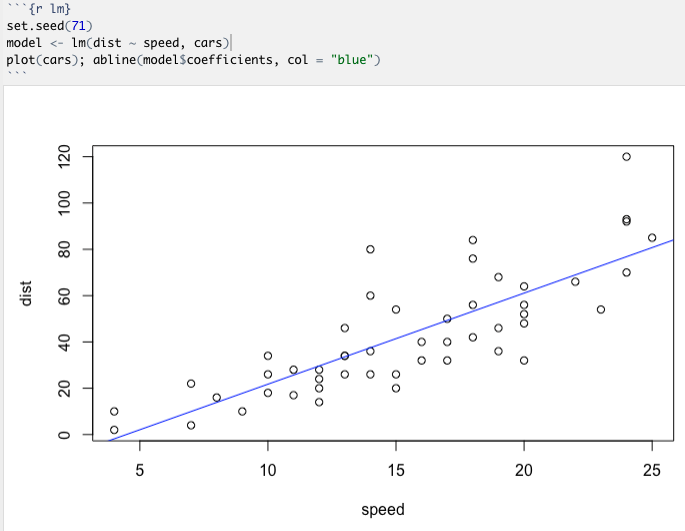 ```{r lm}
set.seed(71)
model <- lm(dist ~ speed, cars)
plot(cars); abline(model$coefficients, col = "blue")
```
120
100
80
60
40
20
0
dist
5 10 15 20 25
speed